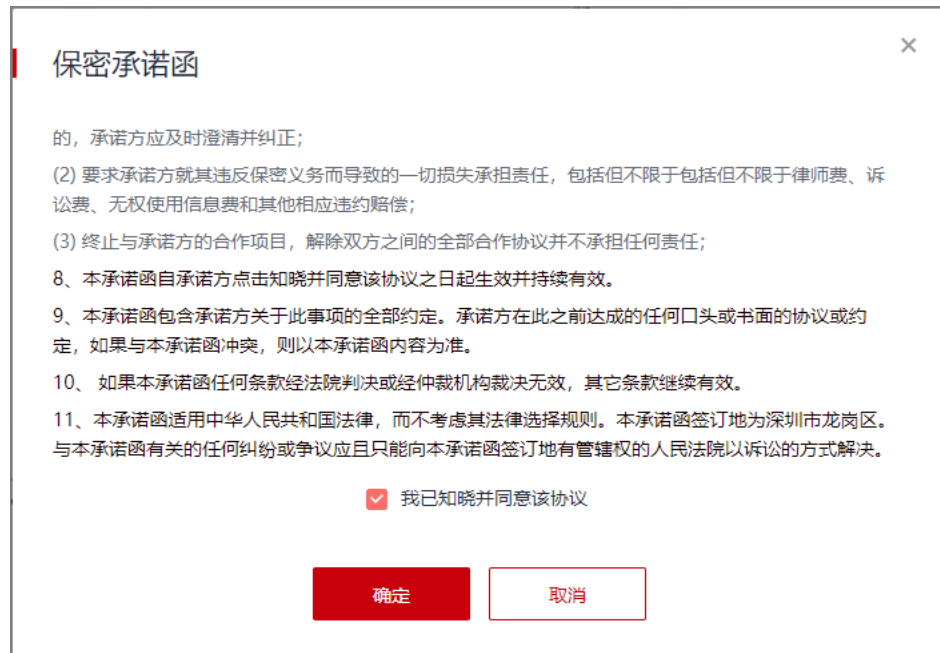 保密承诺函
的，承诺方应及时澄清并纠正；
(2) 要求承诺方就其违反保密义务而导致的一切损失承担责任，包括但不限于包括但不限于律师费、诉
讼费、无权使用信息费和其他相应违约赔偿；
(3) 终止与承诺方的合作项目，解除双方之间的全部合作协议并不承担任何责任；
8、本承诺函自承诺方点击知晓并同意该协议之日起生效并持续有效。
9、本承诺函包含承诺方关于此事项的全部约定。承诺方在此之前达成的任何口头或书面的协议或约
定，如果与本承诺函冲突，则以本承诺函内容为准。
10、 如果本承诺函任何条款经法院判决或经仲裁机构裁决无效，其它条款继续有效。
11、本承诺函适用中华人民共和国法律，而不考虑其法律选择规则。本承诺函签订地为深圳市龙岗区。
与本承诺函有关的任何纠纷或争议应且只能向本承诺函签订地有管辖权的人民法院以诉讼的方式解决。
我已知晓并同意该协议
确定
取消